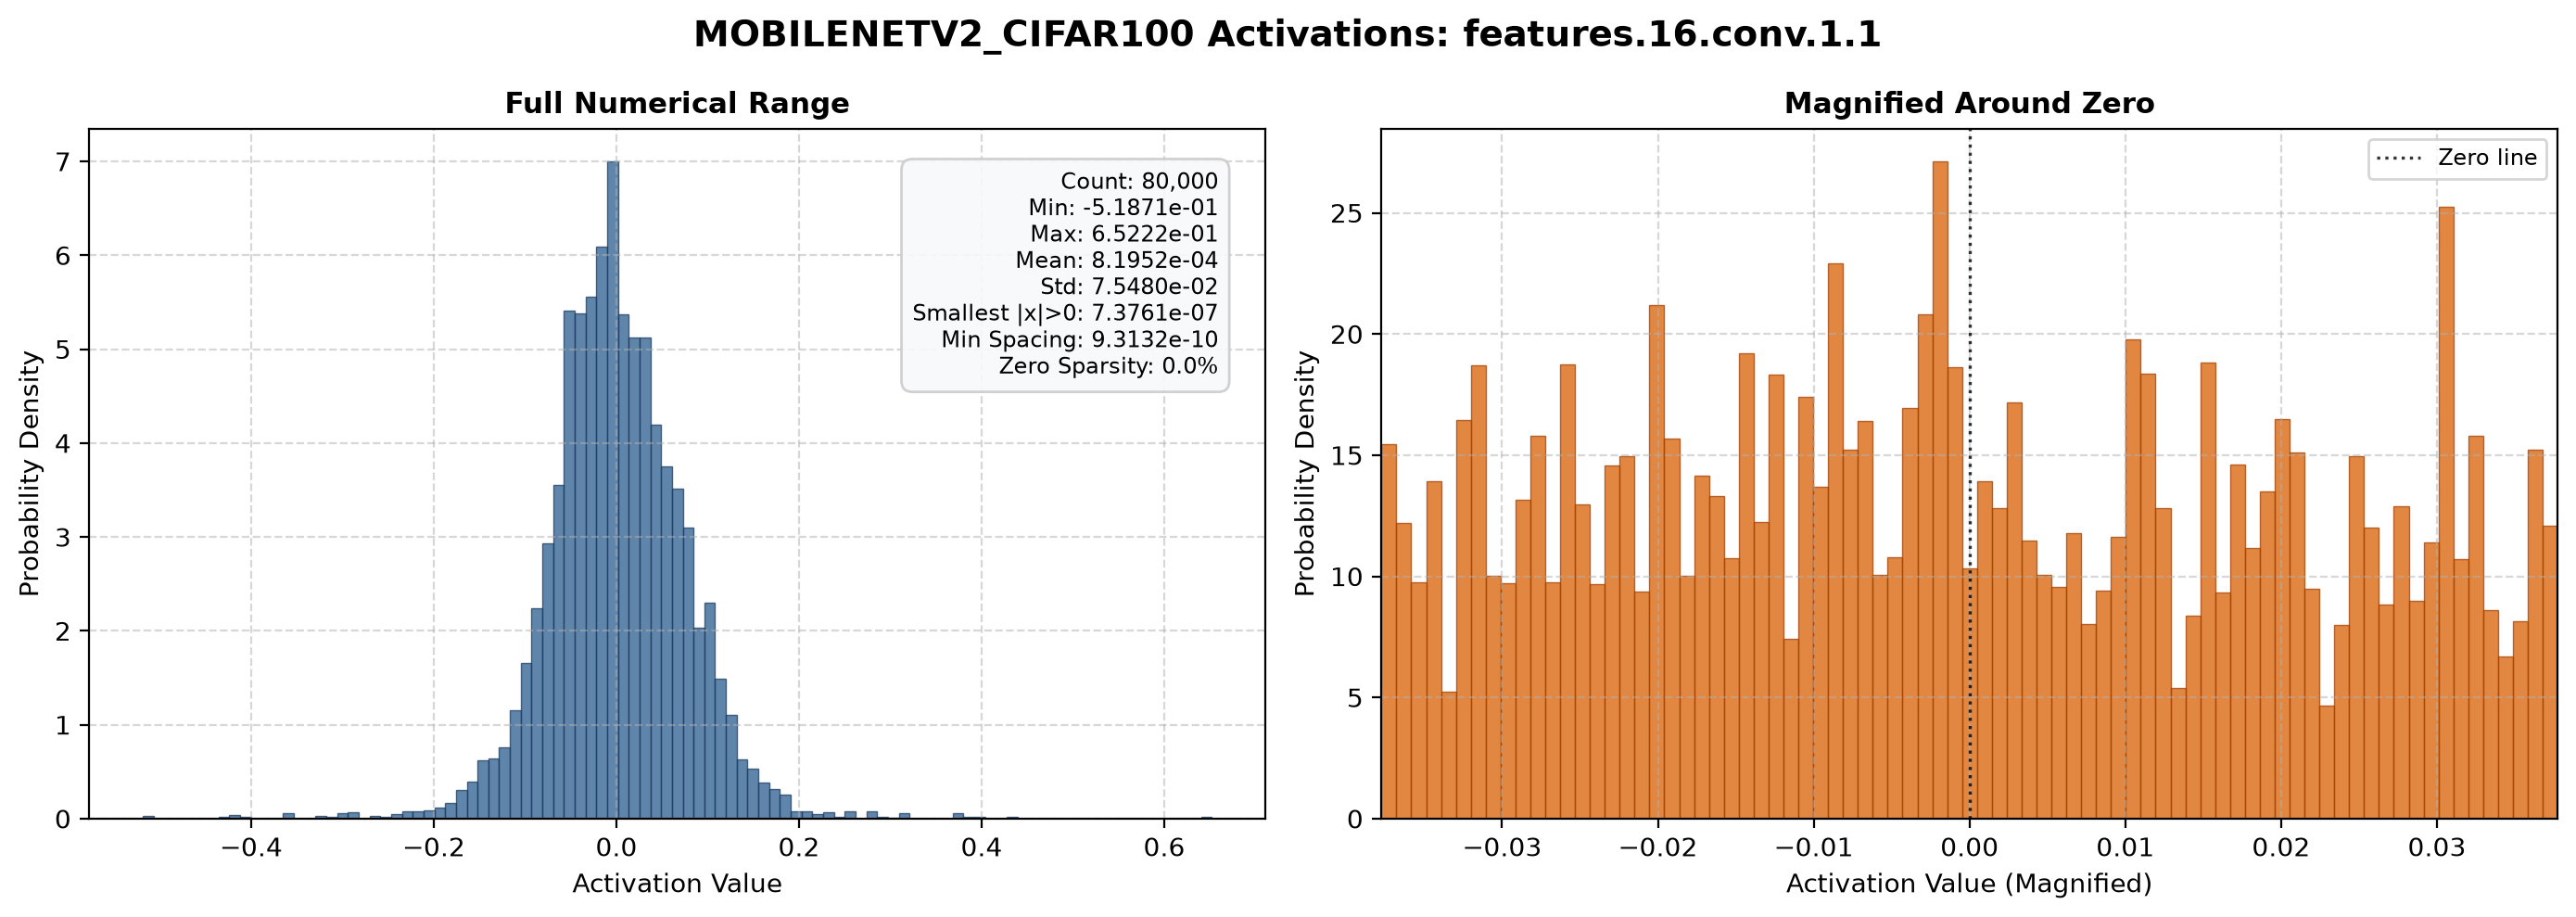 MOBILENETV2_CIFAR100 Activations: features.16.conv.1.1
Full Numerical Range
Probability Density
7
6
5
4
3
2
1
0
Count: 80,000
Min: -5.1871e-01
Max: 6.5222e-01
Mean: 8.1952e-04
Std: 7.5480e-02
Smallest |x|>0: 7.3761e-07
Min Spacing: 9.3132e-10
Zero Sparsity: 0.0%
−0.4 −0.2 0.0 0.2 0.4 0.6
Activation Value
Magnified Around Zero
Probability Density
25
20
15
10
5
0
Zero line
−0.03 −0.02 −0.01 0.00 0.01 0.02 0.03
Activation Value (Magnified)